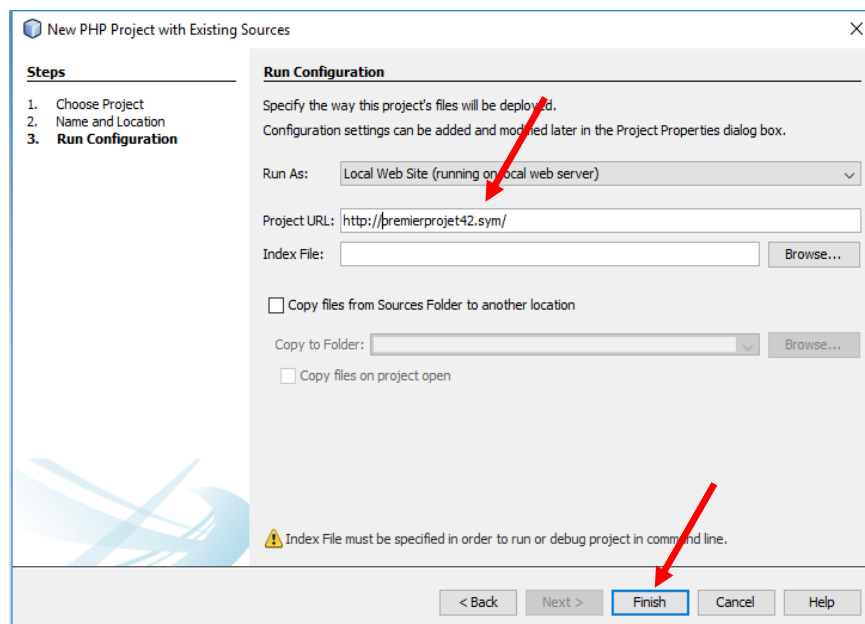 New PHP Project with Existing Sources
Steps
1. Choose Project
2. Name and Location
3. Run Configuration
Run Configuration
Specify the way this project's files will be deployed.
Configuration settings can be added and modified later in the Project Properties dialog box.
Run As: Local Web Site (running on local web server)
Project URL: http://premierprojet42.sym/
Index File: Browse...
Copy files from Sources Folder to another location
Copy to Folder: Browse...
Copy files on project open
Index File must be specified in order to run or debug project in command line.
< Back Next > Finish Cancel Help